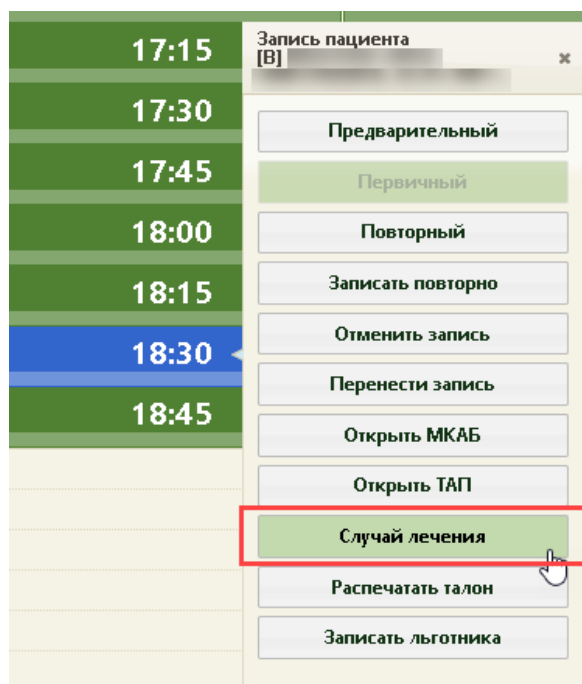 17:15
17:30
17:45
18:00
18:15
18:30
18:45
Запись пациента
[В]
Предварительный
Первичный
Повторный
Записать повторно
Отменить запись
Перенести запись
Открыть МКАБ
Открыть ТАП
Случай лечения
Распечатать талон
Записать льготника